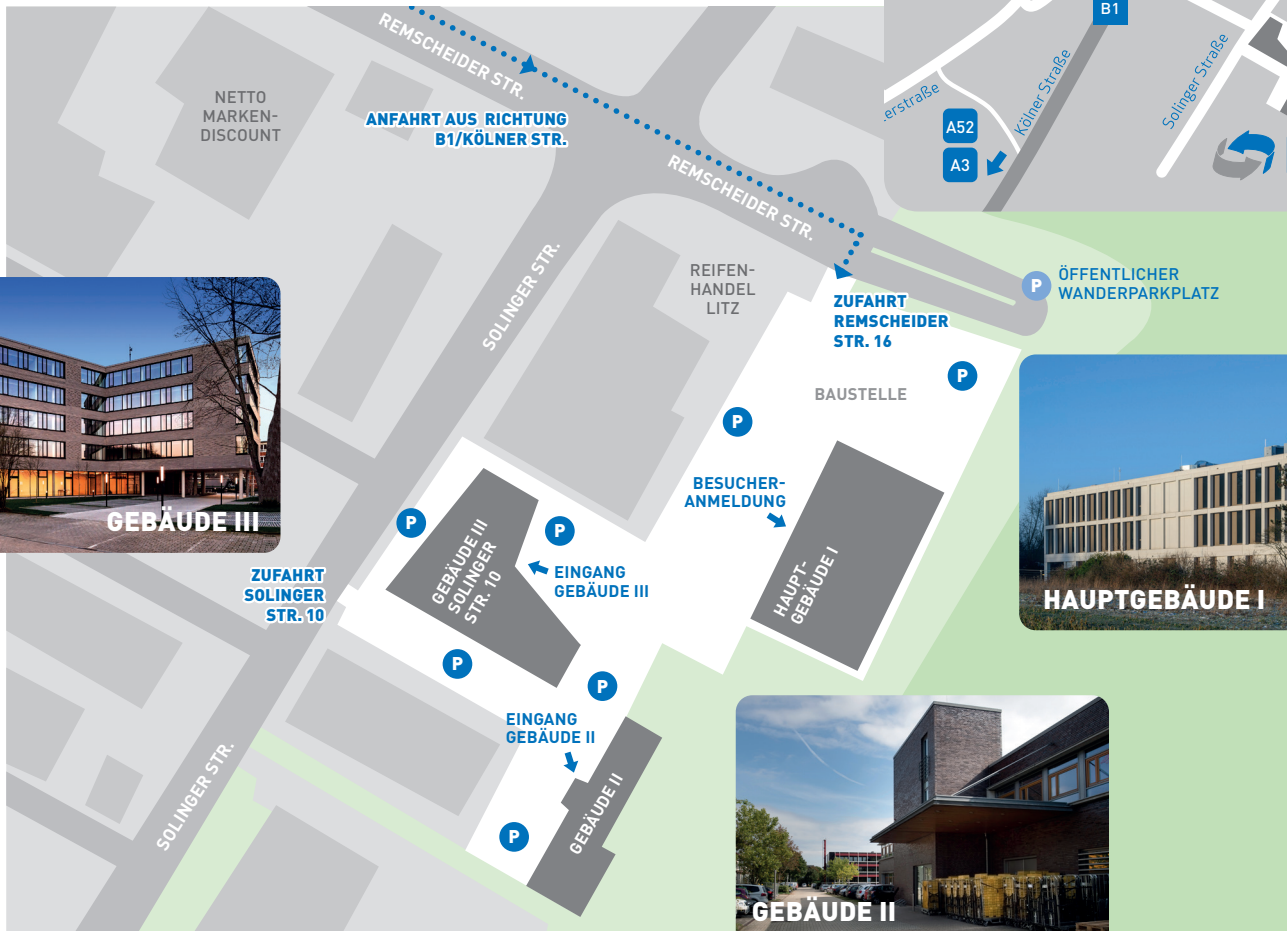 REMSCHEIDER STR.
B1
Kölner Straße
Solinger Straße
erstraße
A52
A3
NETTO
MARKEN-
DISCOUNT
ANFAHRT AUS RICHTUNG
B1/KÖLNER STR.
REMSCHEIDER STR.
SOLINGER STR.
REIFEN-
HANDEL
LITZ
P
ÖFFENTLICHER
WANDERPARKPLATZ
ZUFAHRT
REMSCHEIDER
STR. 16
P
BAUSTELLE
P
GEBÄUDE III
BESUCHER-
ANMELDUNG
P
P
GEBÄUDE III
SOLINGER
STR. 10
EINGANG
GEBÄUDE III
HAUPT-
GEBÄUDE I
HAUPTGEBÄUDE I
ZUFAHRT
SOLINGER
STR. 10
P
P
EINGANG
GEBÄUDE II
SOLINGER STR.
GEBÄUDE II
P
GEBÄUDE II